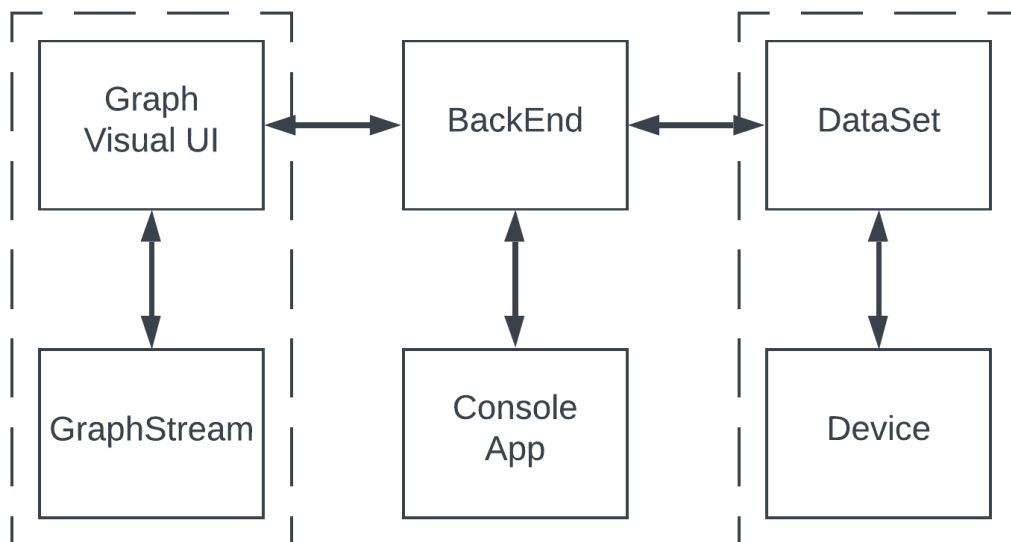 Graph
Visual UI
BackEnd
DataSet
GraphStream
Console
App
Device